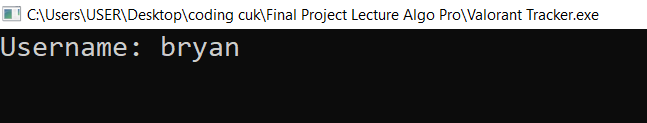 C:\Users\USER\Desktop\coding cuk\Final Project Lecture Algo Pro\Valorant Tracker.exe
Username: bryan